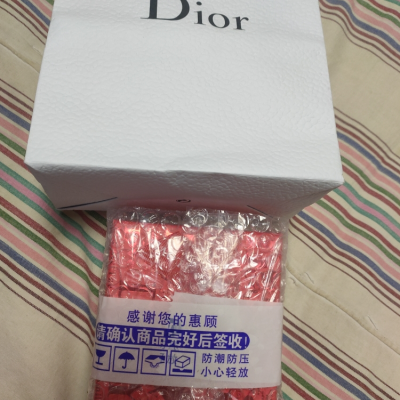 Dior
感谢您的惠顾
请确认商品完好后签收!
防潮防压
小心轻放